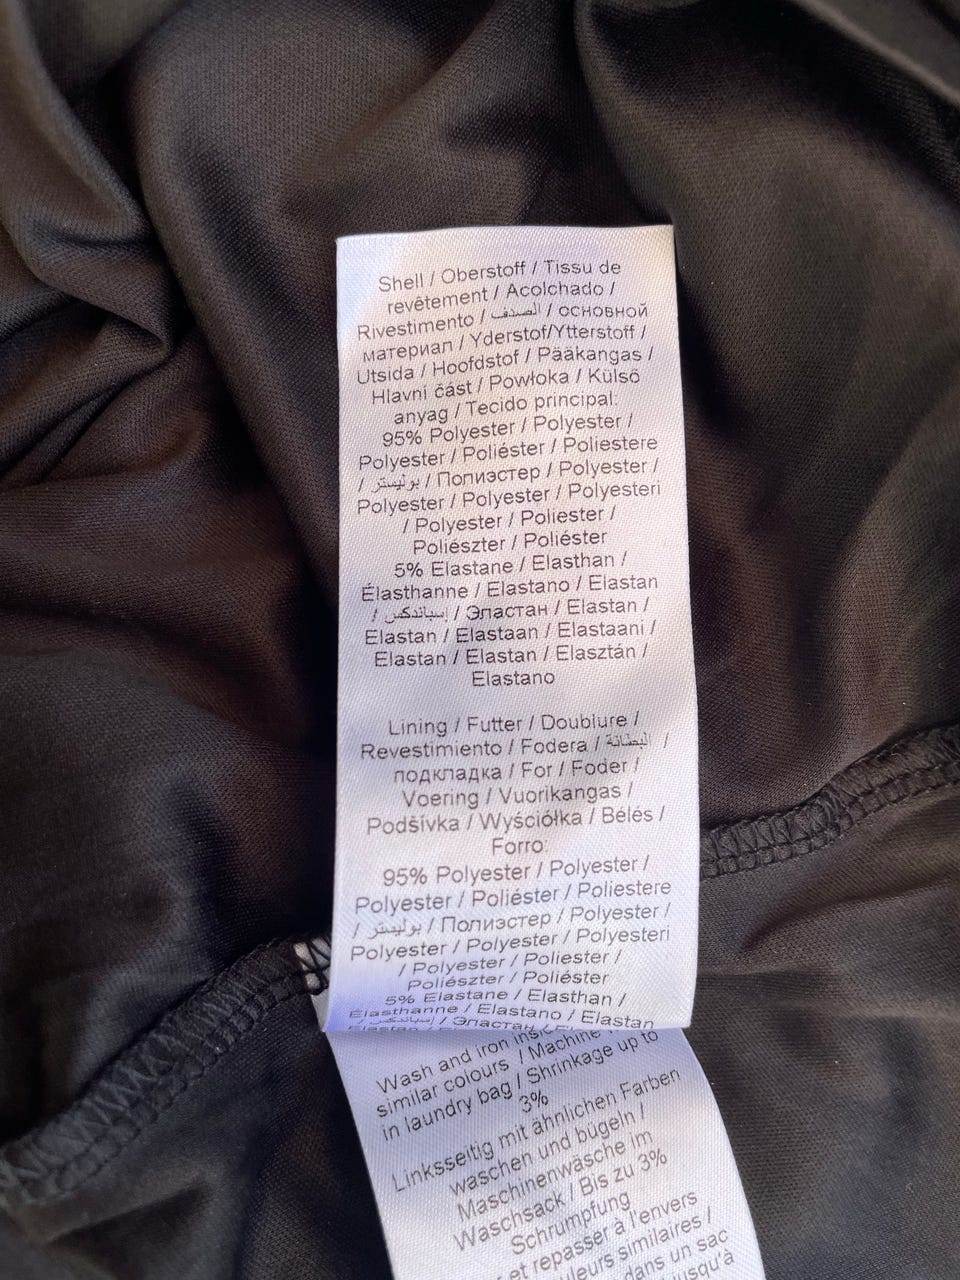 Shell / Oberstoff / Tissu de
revêtement / Acolchado /
Rivestimento / الصدف / основной
материал / Yderstof/Ytterstoff /
Utsida / Hoofdstof / Pääkangas /
Hlavní část / Powłoka / Külső
anyag / Tecido principal:
95% Polyester / Polyester /
Polyester / Poliéster / Poliestere
/ بوليستر / Полиэстер / Polyester /
Polyester / Polyester / Polyesteri
/ Polyester / Poliester /
Poliészter / Poliéster
5% Elastane / Elasthan /
Élasthanne / Elastano / Elastan
/ إسباندكس / Эластан / Elastan /
Elastan / Elastaan / Elastaani /
Elastan / Elastan / Elasztán /
Elastano
Lining / Futter / Doublure /
Revestimiento / Fodera / البطانة /
подкладка / For / Foder /
Voering / Vuorikangas /
Podšívka / Wyściółka / Bélés /
Forro:
95% Polyester / Polyester /
Polyester / Poliéster / Poliestere
/ بوليستر / Полиэстер / Polyester /
Polyester / Polyester / Polyesteri
/ Polyester / Poliester /
Poliészter / Poliéster
5% Elastane / Elasthan /
Élasthanne / Elastano / Elastan
/ إسباندكس / Эластан /
Wash and iron
similar colours / Machine
in laundry bag / Shrinkage up to
3%
Linksseitig mit ähnlichen Farben
waschen und bügeln /
Maschinenwäsche im
Waschsack / Bis zu 3%
Schrumpfung
et repasser à l'envers
similaires /
dans un sac
jusqu'à